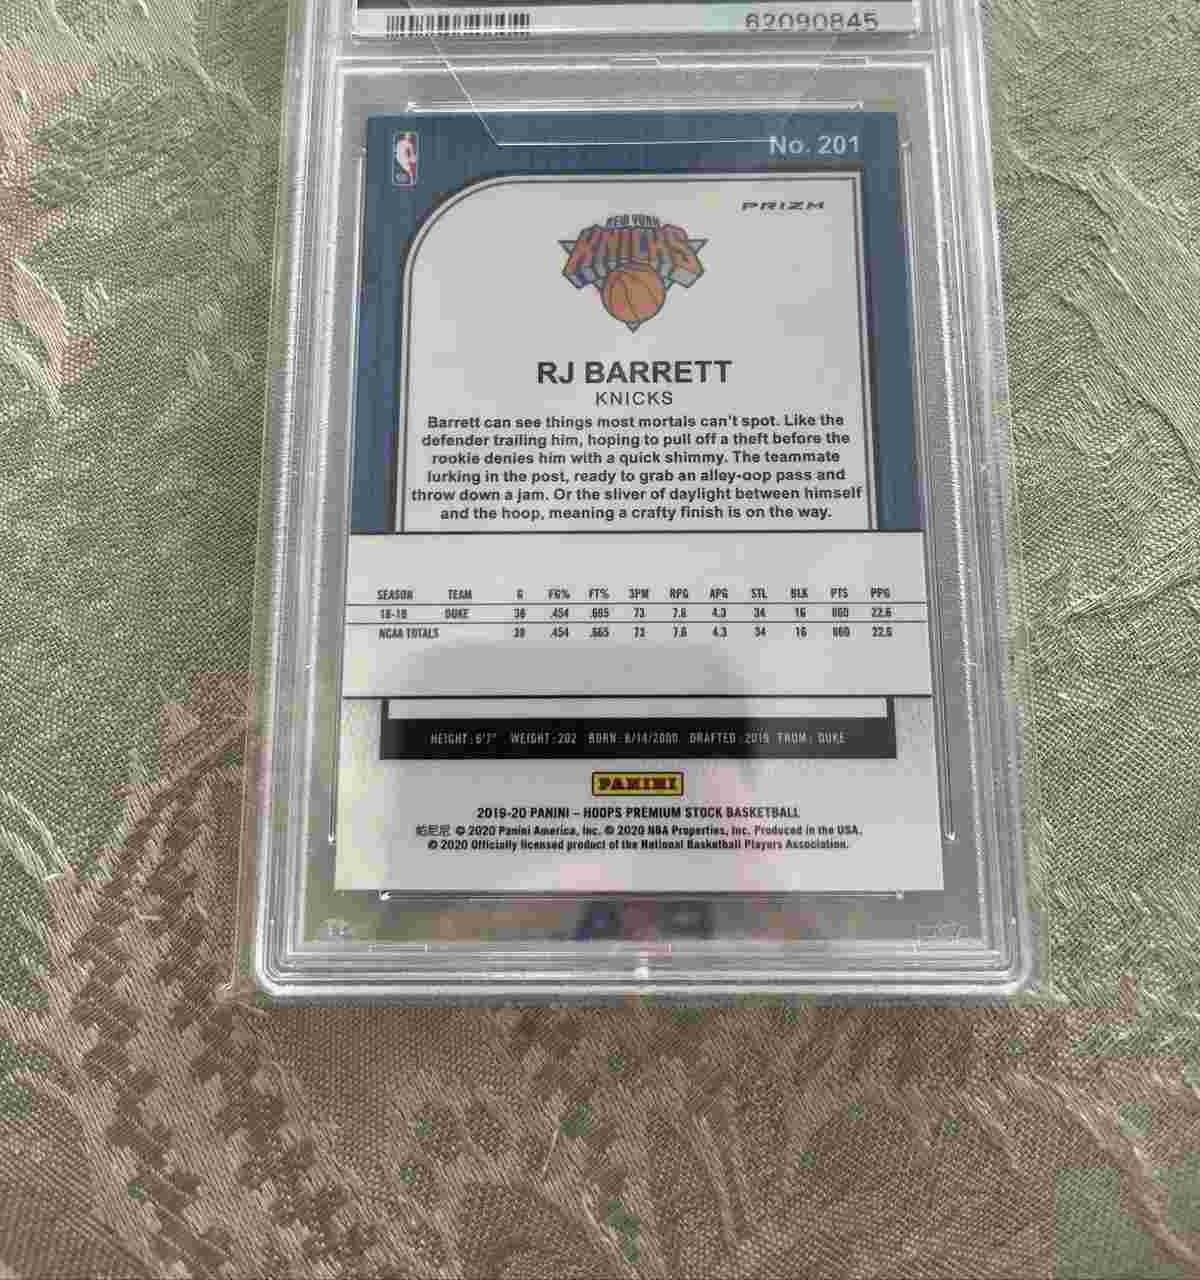 62090845
No. 201
PRIZM
NEW YORK
KNICKS
RJ BARRETT
KNICKS
Barrett can see things most mortals can't spot. Like the
defender trailing him, hoping to pull off a theft before the
rookie denies him with a quick shimmy. The teammate
lurking in the post, ready to grab an alley-oop pass and
throw down a jam. Or the sliver of daylight between himself
and the hoop, meaning a crafty finish is on the way.
SEASON TEAM G FG% FT% 3PM RPG APG STL BLK PTS PPG
18-19 DUKE 38 .454 .665 73 7.6 4.3 34 16 860 22.6
NCAA TOTALS 38 .454 .665 73 7.6 4.3 34 16 860 22.6
HEIGHT: 6'7" WEIGHT: 202 BORN: 6/14/2000 DRAFTED: 2019 FROM: DUKE
PANINI
2019-20 PANINI – HOOPS PREMIUM STOCK BASKETBALL
帕尼尼 © 2020 Panini America, Inc. © 2020 NBA Properties, Inc. Produced in the USA.
© 2020 Officially licensed product of the National Basketball Players Association.